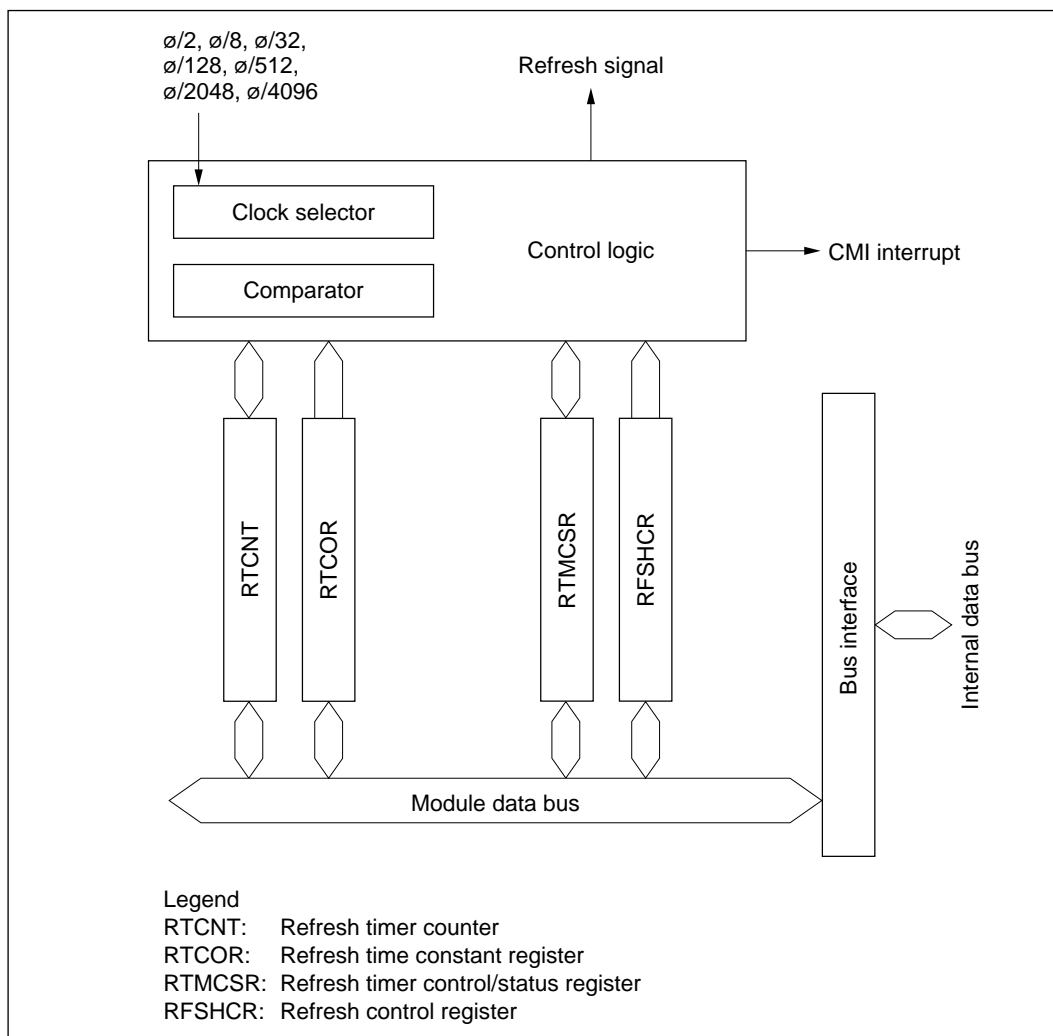 ø/2, ø/8, ø/32,
ø/128, ø/512,
ø/2048, ø/4096
Refresh signal
Clock selector
Comparator
Control logic
CMI interrupt
RTCNT
RTCOR
RTMCSR
RFSHCR
Bus interface
Internal data bus
Module data bus
Legend
RTCNT: Refresh timer counter
RTCOR: Refresh time constant register
RTMCSR: Refresh timer control/status register
RFSHCR: Refresh control register